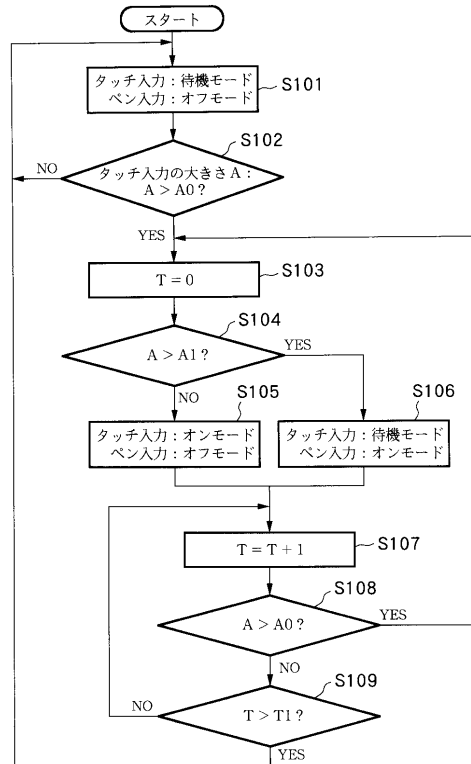 スタート
タッチ入力：待機モード
ペン入力：オフモード
S101
S102
NO
タッチ入力の大きさA：
A＞A0？
YES
S103
T＝0
S104
A＞A1？
YES
NO
S105
S106
タッチ入力：オンモード
ペン入力：オフモード
タッチ入力：待機モード
ペン入力：オンモード
S107
T＝T＋1
S108
A＞A0？
YES
NO
S109
NO
T＞T1？
YES